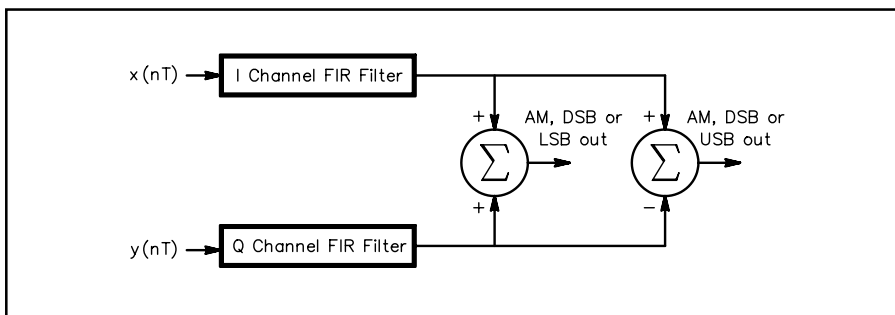 x(nT)
I Channel FIR Filter
+
AM, DSB or
LSB out
+
AM, DSB or
USB out
Σ
Σ
+
−
y(nT)
Q Channel FIR Filter